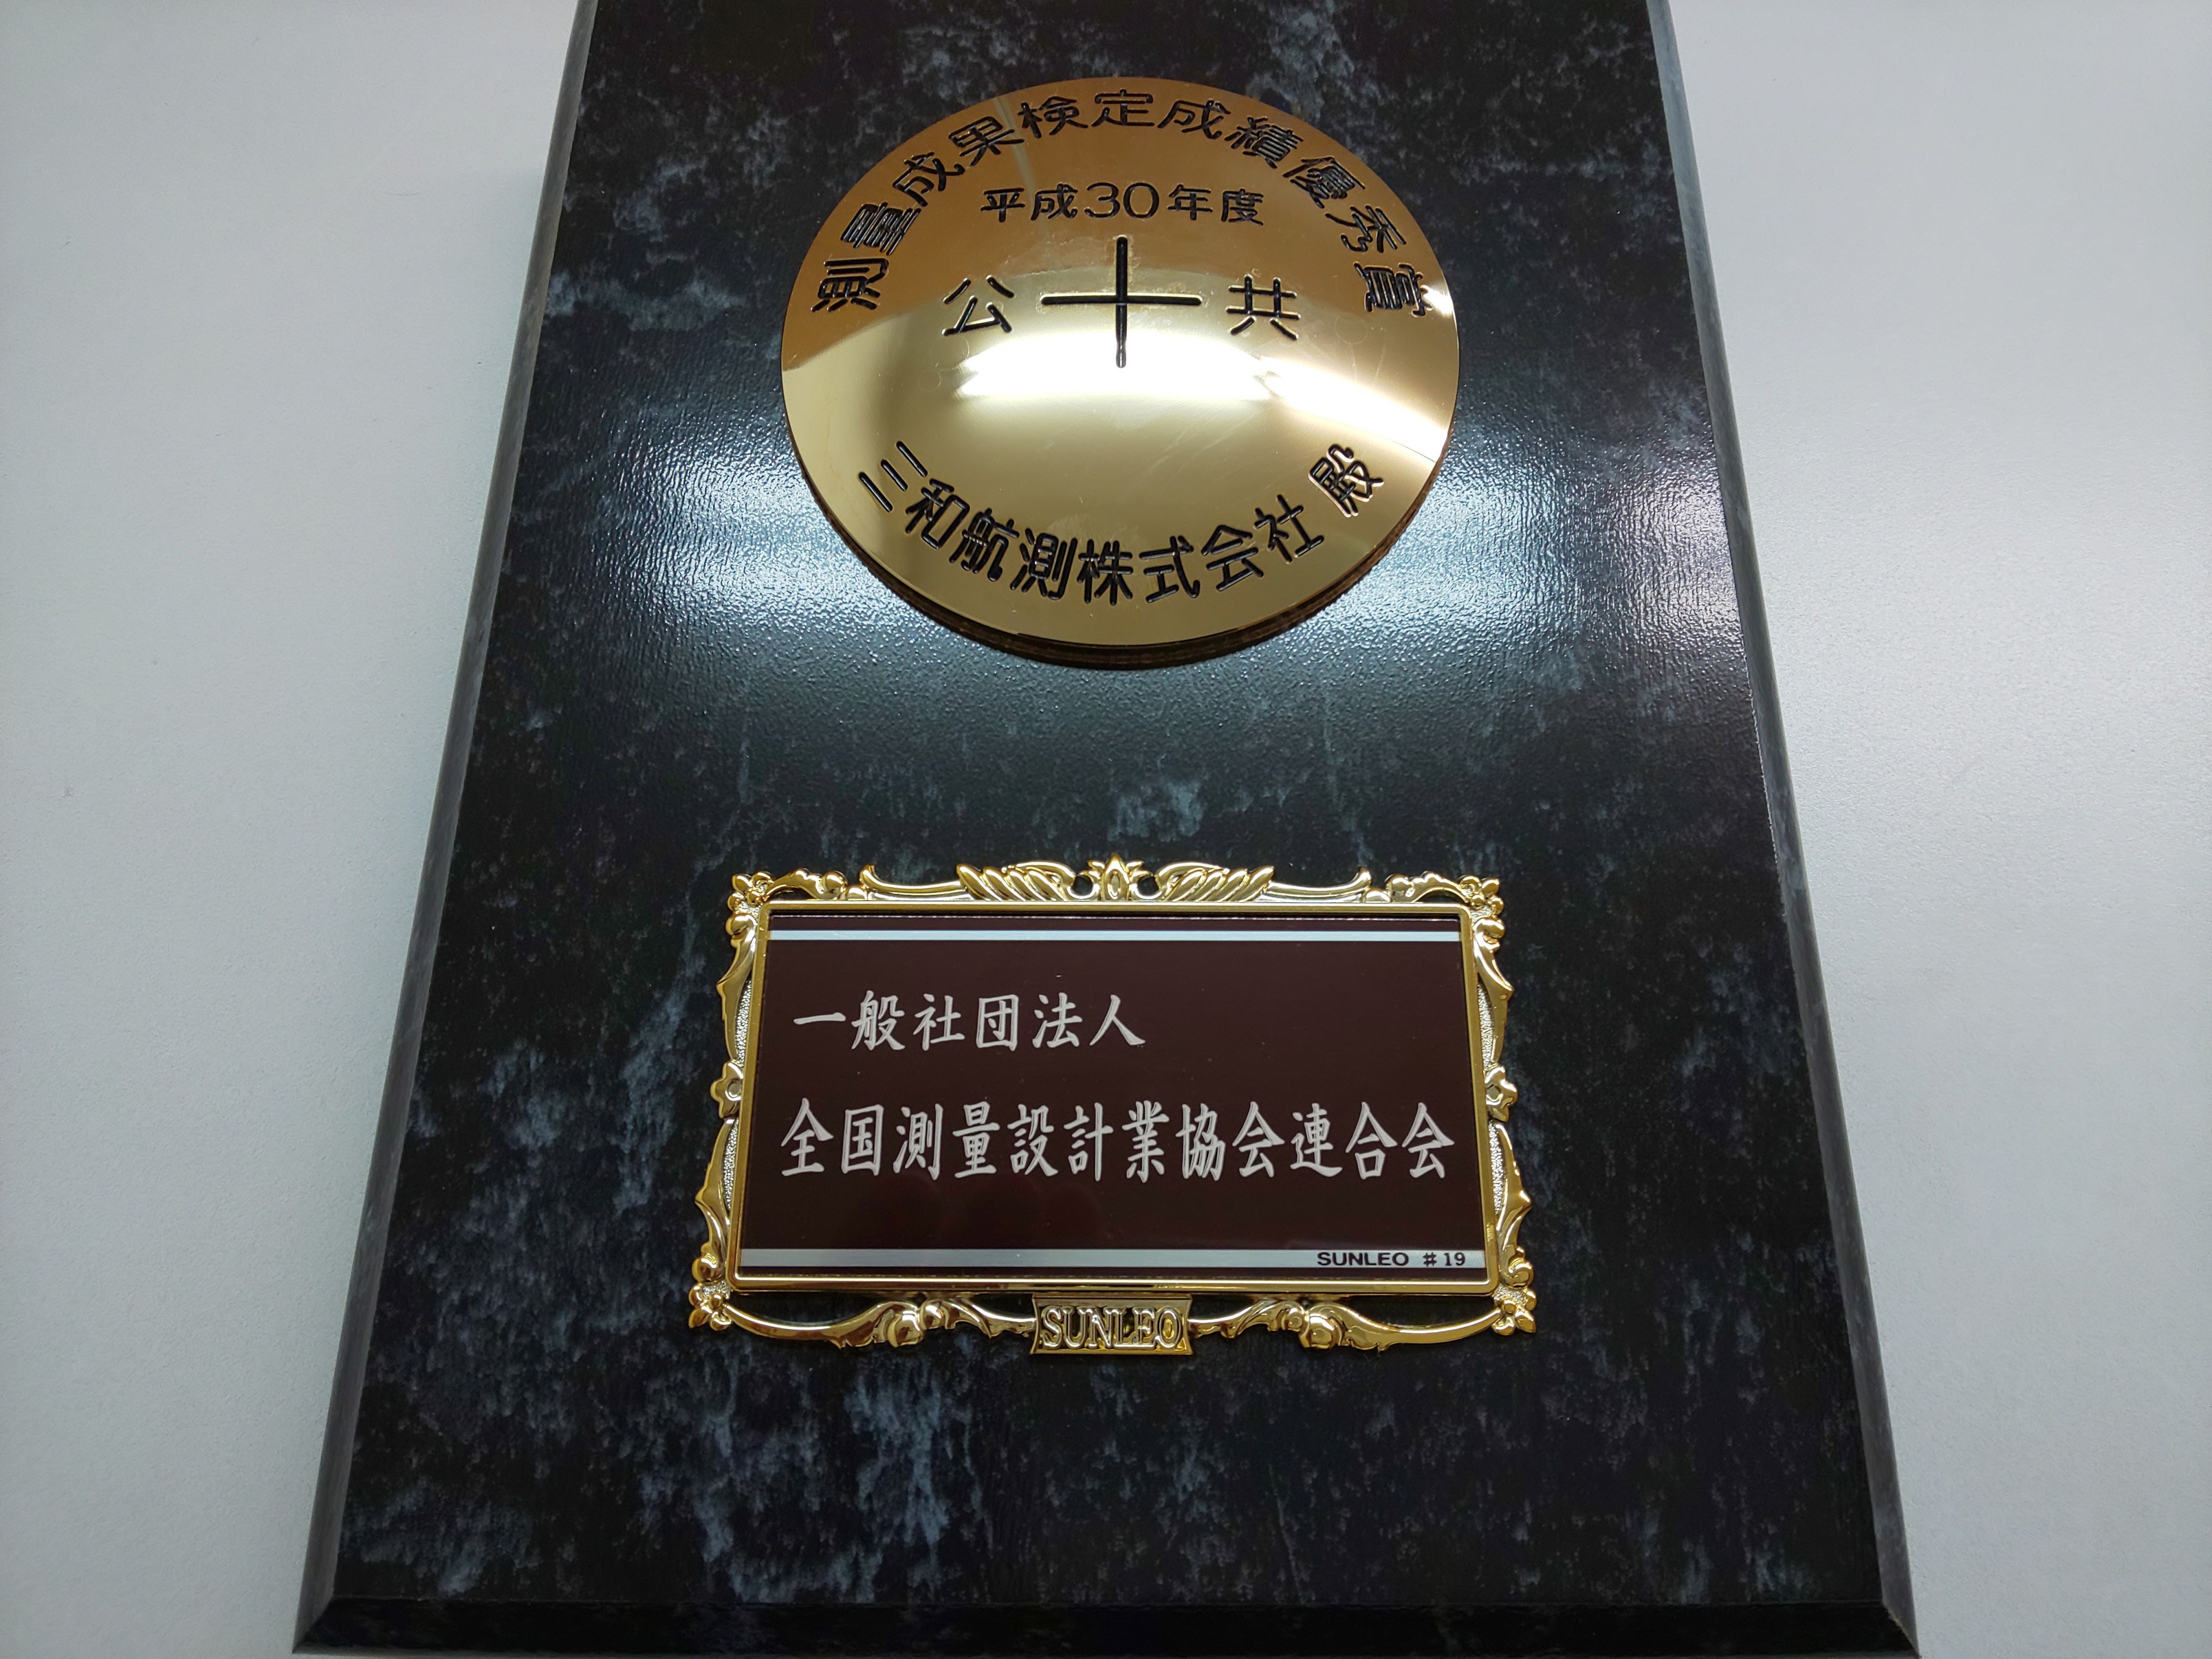 測量成果検定成績優秀賞
平成30年度
公共
三和航測株式会社 殿
一般社団法人
全国測量設計業協会連合会
SUNLEO #19
SUNLEO